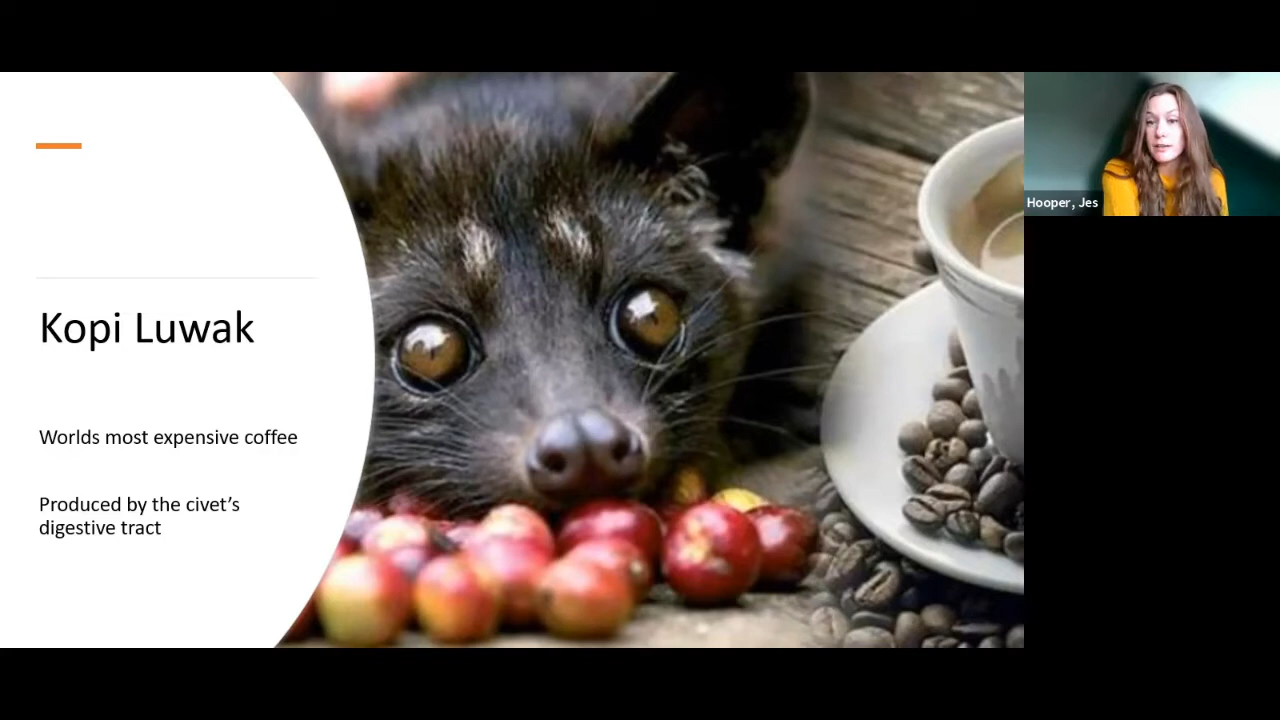 Hooper, Jes
Kopi Luwak
Worlds most expensive coffee
Produced by the civet’s
digestive tract